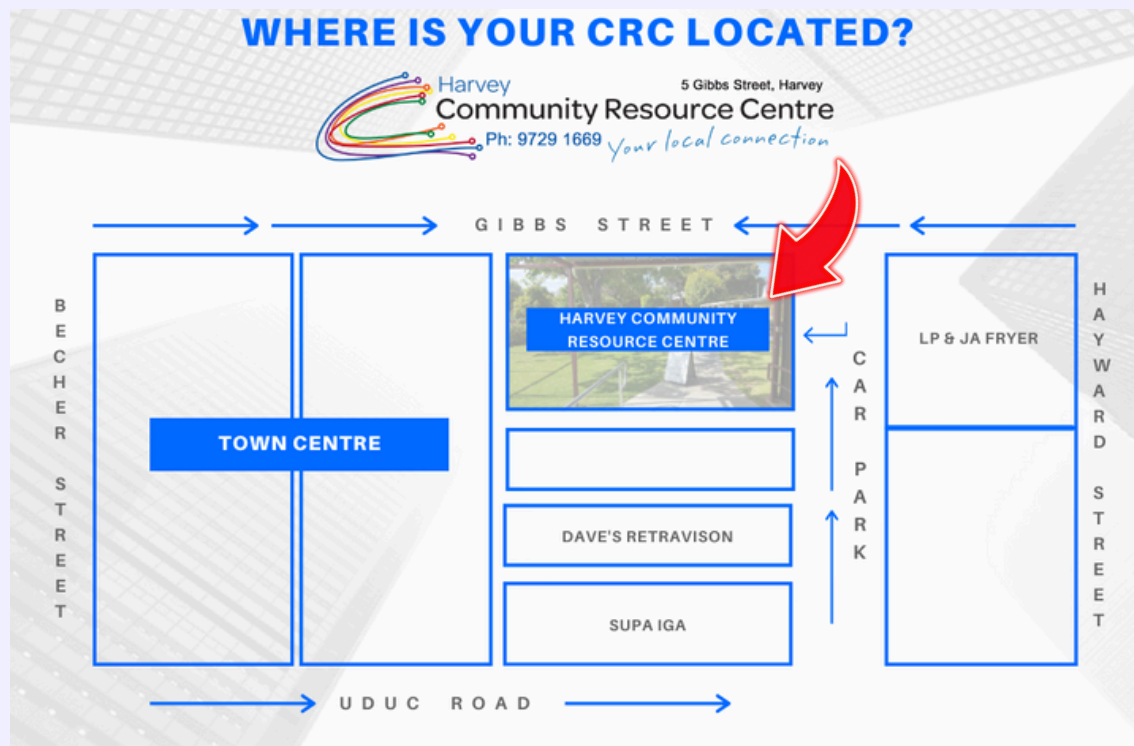 WHERE IS YOUR CRC LOCATED?
Harvey
5 Gibbs Street, Harvey
Community Resource Centre
Ph: 9729 1669
Your local connection
GIBBS STREET
BECHER STREET
HARVEY COMMUNITY
RESOURCE CENTRE
CAR PARK
LP & JA FRYER
HAYWARD STREET
TOWN CENTRE
DAVE'S RETRAVISON
SUPA IGA
UDUC ROAD